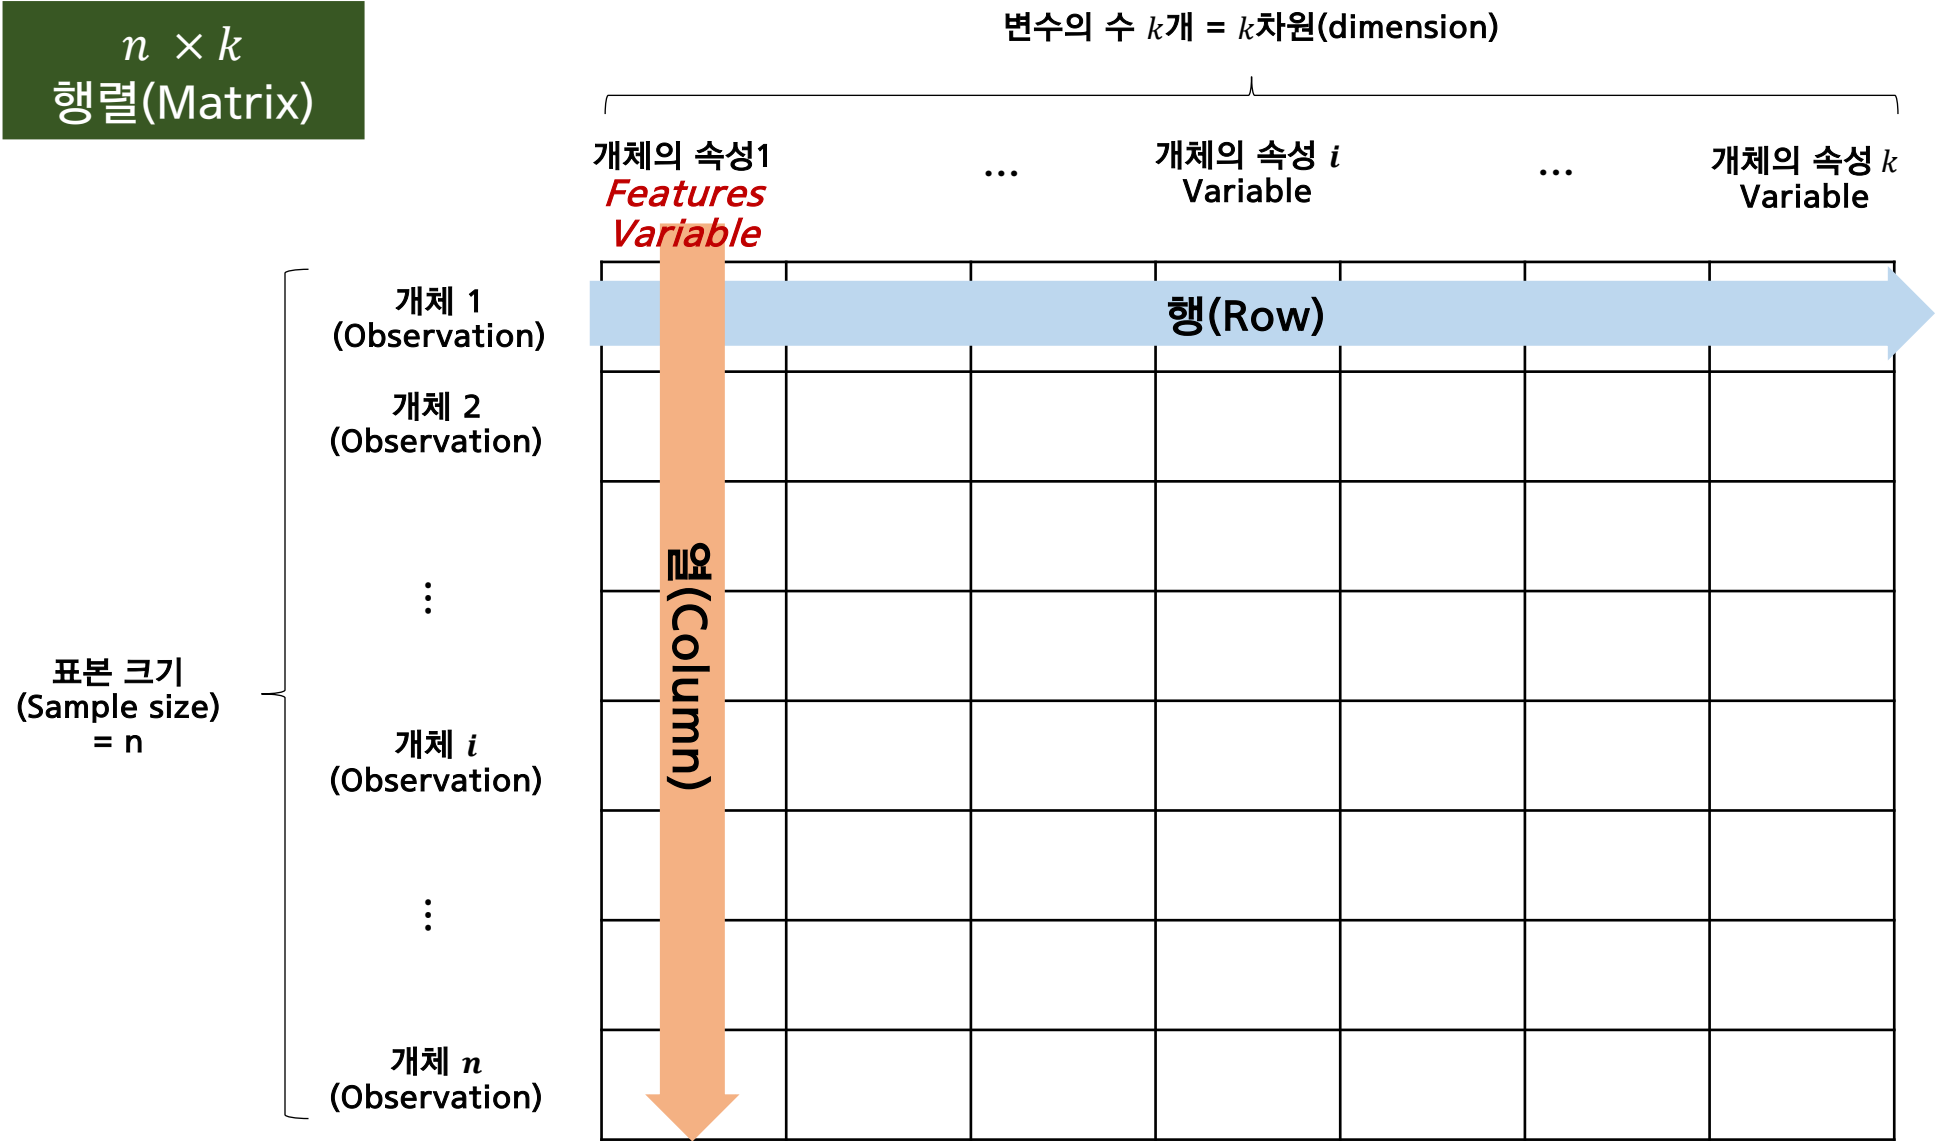 n × k
행렬(Matrix)
변수의 수 k개 = k차원(dimension)
개체의 속성1
Features
Variable
...
개체의 속성 i
Variable
...
개체의 속성 k
Variable
개체 1
(Observation)
행(Row)
개체 2
(Observation)
⋮
열(Column)
표본 크기
(Sample size)
= n
개체 i
(Observation)
⋮
개체 n
(Observation)